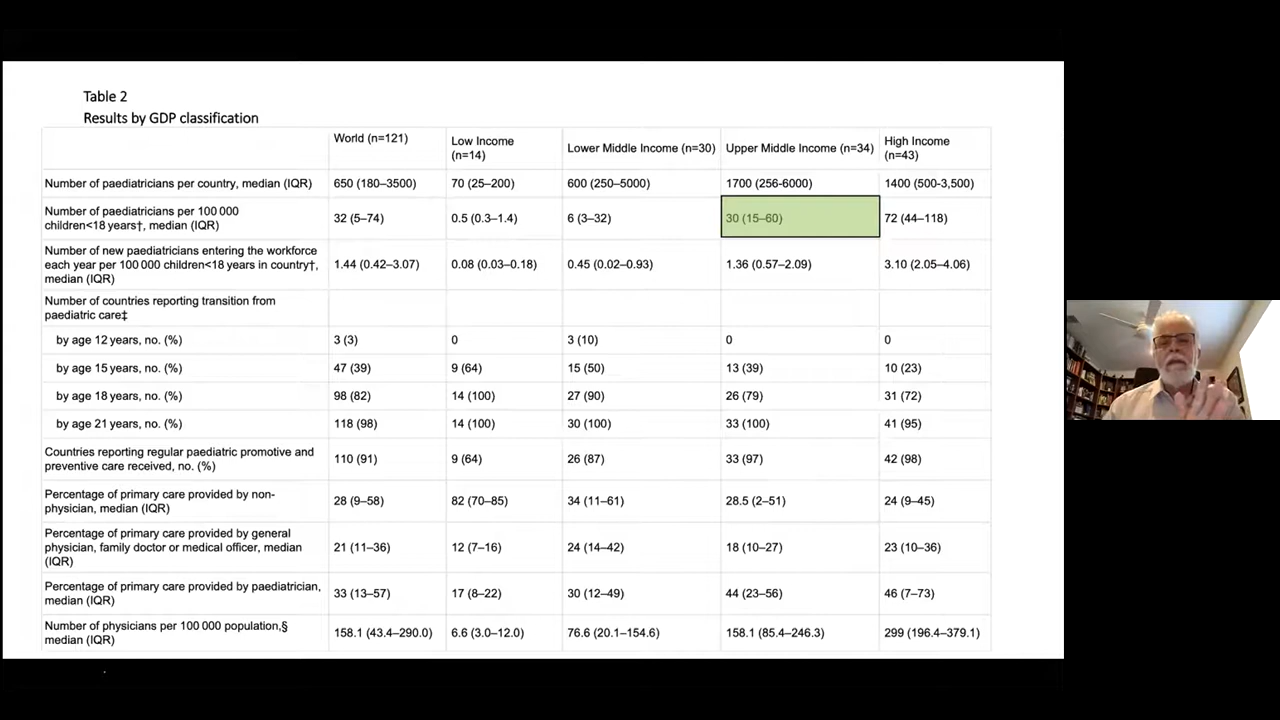 Table 2
Results by GDP classification
World (n=121)
Low Income
(n=14)
Lower Middle Income (n=30)
Upper Middle Income (n=34)
High Income
(n=43)
Number of paediatricians per country, median (IQR) 650 (180–3500) 70 (25–200) 600 (250–5000) 1700 (256-6000) 1400 (500-3,500)
Number of paediatricians per 100 000
children<18 years†, median (IQR) 32 (5–74) 0.5 (0.3–1.4) 6 (3–32) 30 (15–60) 72 (44–118)
Number of new paediatricians entering the workforce
each year per 100 000 children<18 years in country†,
median (IQR) 1.44 (0.42–3.07) 0.08 (0.03–0.18) 0.45 (0.02–0.93) 1.36 (0.57–2.09) 3.10 (2.05–4.06)
Number of countries reporting transition from
paediatric care‡
by age 12 years, no. (%) 3 (3) 0 3 (10) 0 0
by age 15 years, no. (%) 47 (39) 9 (64) 15 (50) 13 (39) 10 (23)
by age 18 years, no. (%) 98 (82) 14 (100) 27 (90) 26 (79) 31 (72)
by age 21 years, no. (%) 118 (98) 14 (100) 30 (100) 33 (100) 41 (95)
Countries reporting regular paediatric promotive and
preventive care received, no. (%) 110 (91) 9 (64) 26 (87) 33 (97) 42 (98)
Percentage of primary care provided by non-
physician, median (IQR) 28 (9–58) 82 (70–85) 34 (11–61) 28.5 (2–51) 24 (9–45)
Percentage of primary care provided by general
physician, family doctor or medical officer, median
(IQR) 21 (11–36) 12 (7–16) 24 (14–42) 18 (10–27) 23 (10–36)
Percentage of primary care provided by paediatrician,
median (IQR) 33 (13–57) 17 (8–22) 30 (12–49) 44 (23–56) 46 (7–73)
Number of physicians per 100 000 population,§
median (IQR) 158.1 (43.4–290.0) 6.6 (3.0–12.0) 76.6 (20.1–154.6) 158.1 (85.4–246.3) 299 (196.4–379.1)